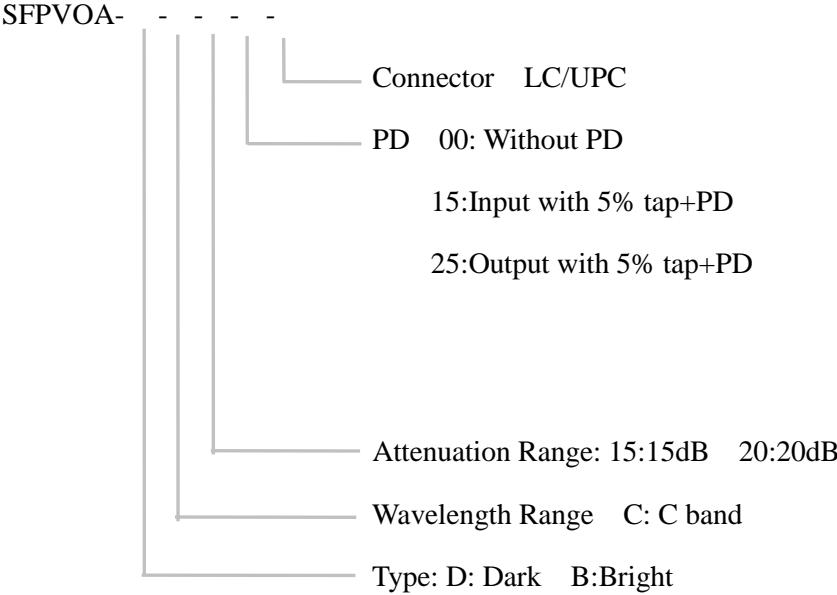 SFPVOA- - - - -
Connector LC/UPC
PD 00: Without PD
15:Input with 5% tap+PD
25:Output with 5% tap+PD
Attenuation Range: 15:15dB 20:20dB
Wavelength Range C: C band
Type: D: Dark B:Bright